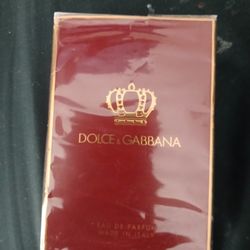 DOLCE & GABBANA
EAU DE PARFUM
MADE IN ITALY